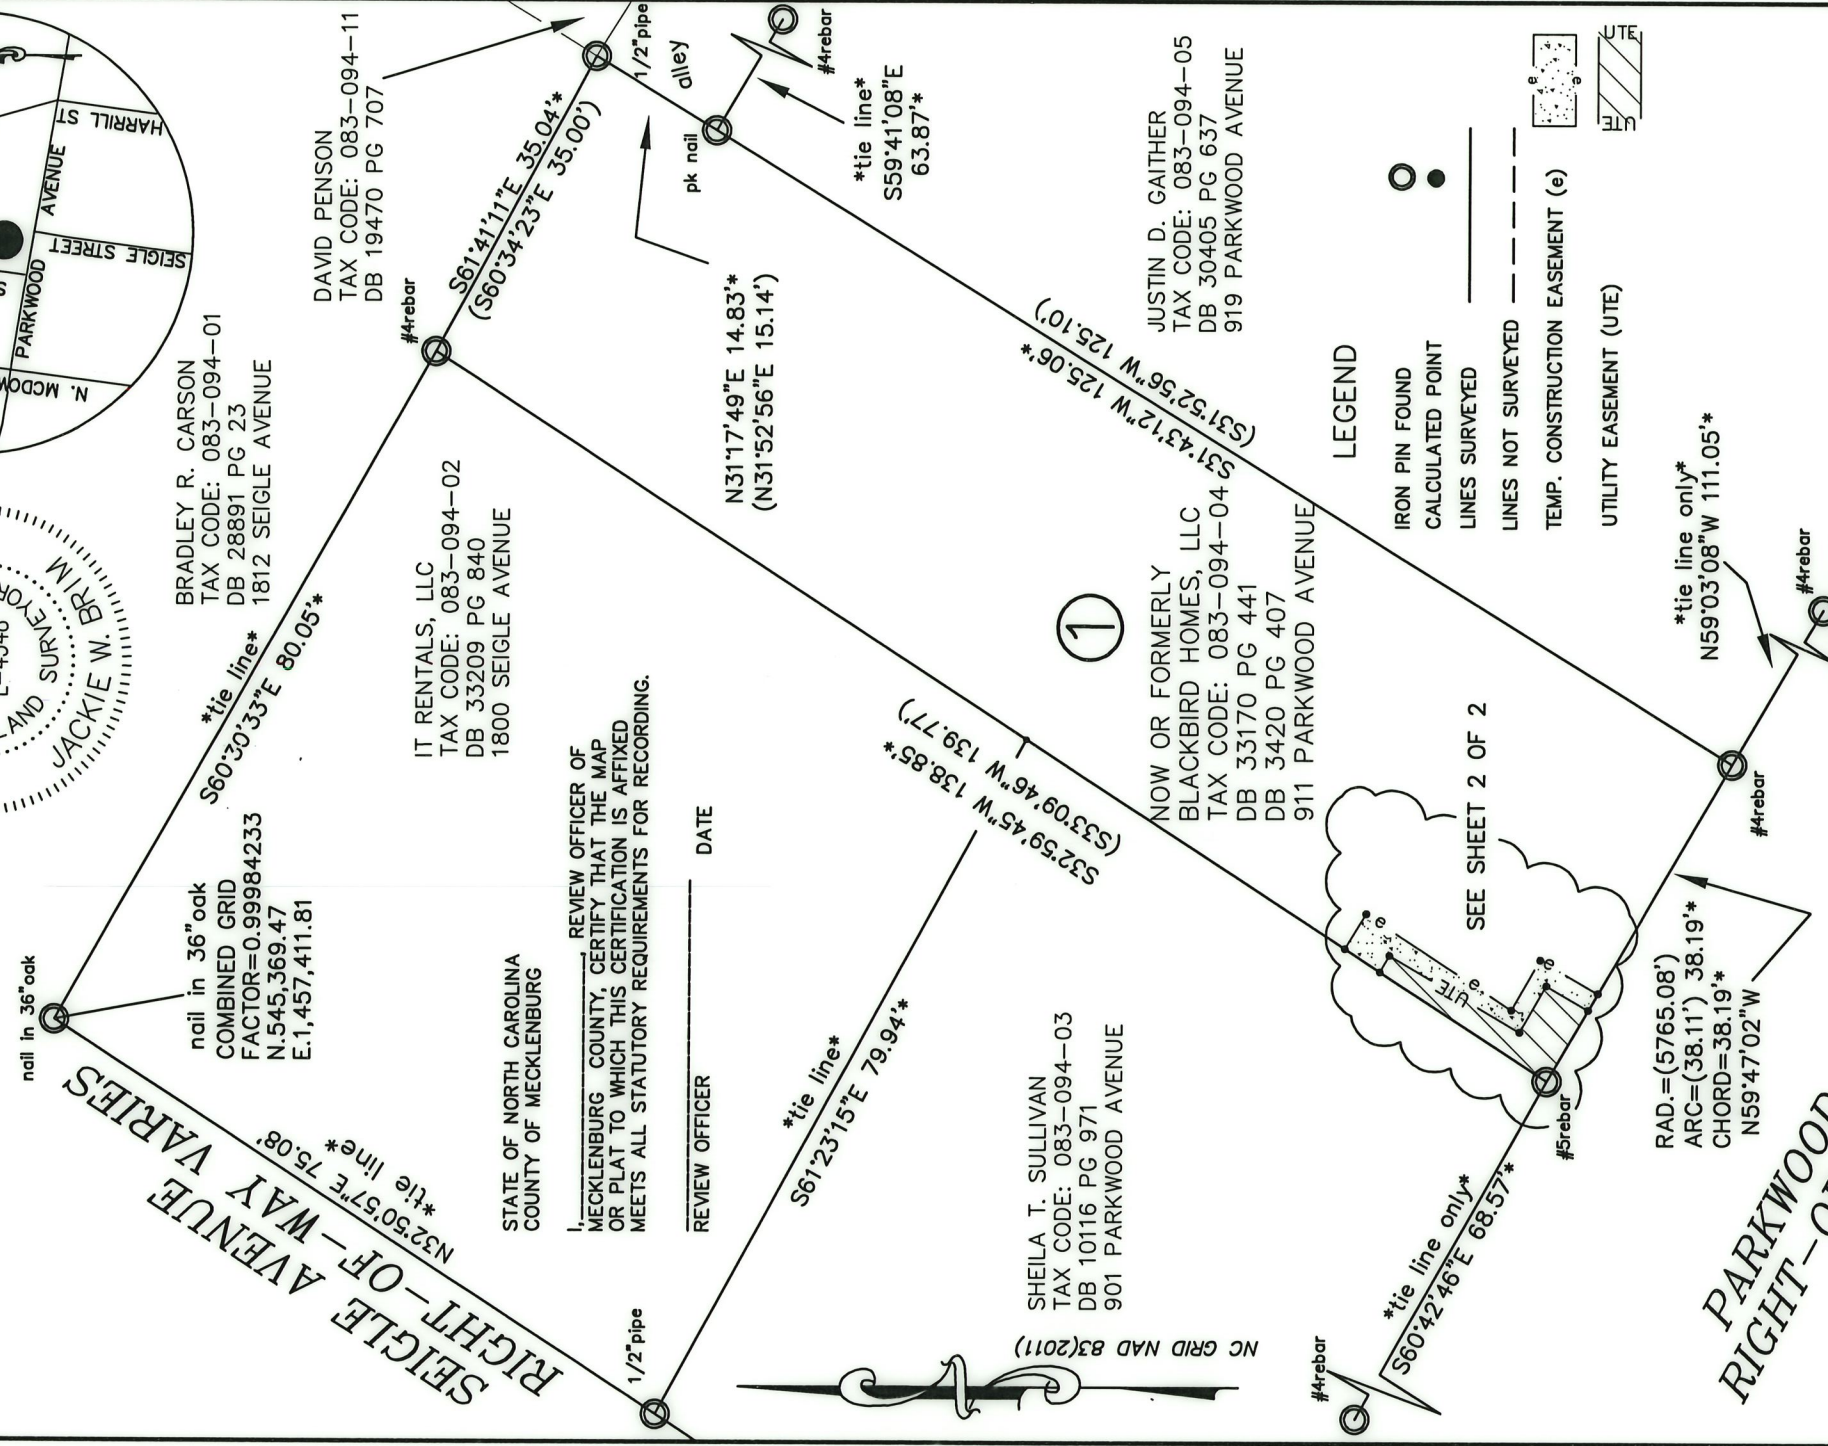 HARRILL ST
AVENUE
SEIGLE STREET
PARKWOOD
N. MCDOW
L-4546
AND SURVEYOR
JACKIE W. BRIM
nail in 36"oak
nail in 36"oak
COMBINED GRID
FACTOR=0.99984233
N.545,369.47
E.1,457,411.81
*tie line*
S60°30'33"E 80.05'*
BRADLEY R. CARSON
TAX CODE: 083-094-01
DB 28891 PG 23
1812 SEIGLE AVENUE
DAVID PENSON
TAX CODE: 083-094-11
DB 19470 PG 707
#4rebar
S61°41'11"E 35.04'*
(S60°34'23"E 35.00')
1/2"pipe
alley
pk nail
#4rebar
*tie line*
S59°41'08"E
63.87'*
N31°17'49"E 14.83'*
(N31°52'56"E 15.14')
IT RENTALS, LLC
TAX CODE: 083-094-02
DB 33209 PG 840
1800 SEIGLE AVENUE
JUSTIN D. GAITHER
TAX CODE: 083-094-05
DB 30405 PG 637
919 PARKWOOD AVENUE
S31°43'12"W 125.06'*
(S31°52'56"W 125.10')
SEIGLE AVENUE
RIGHT-OF-WAY VARIES
N32°50'57"E 75.08'
*tie line*
1/2"pipe
STATE OF NORTH CAROLINA
COUNTY OF MECKLENBURG
I,____________, REVIEW OFFICER OF
MECKLENBURG COUNTY, CERTIFY THAT THE MAP
OR PLAT TO WHICH THIS CERTIFICATION IS AFFIXED
MEETS ALL STATUTORY REQUIREMENTS FOR RECORDING.
REVIEW OFFICER
DATE
*tie line*
S61°23'15"E 79.94'*
S32°59'45"W 138.85'*
(S33°09'46"W 139.77')
1
NOW OR FORMERLY
BLACKBIRD HOMES, LLC
TAX CODE: 083-094-04
DB 33170 PG 441
DB 3420 PG 407
911 PARKWOOD AVENUE
SHEILA T. SULLIVAN
TAX CODE: 083-094-03
DB 10116 PG 971
901 PARKWOOD AVENUE
NC GRID NAD 83(2011)
LEGEND
IRON PIN FOUND
CALCULATED POINT
LINES SURVEYED
LINES NOT SURVEYED
TEMP. CONSTRUCTION EASEMENT (e)
e
e
UTILITY EASEMENT (UTE)
UTE
UTE
SEE SHEET 2 OF 2
e
UTE
e
e
#4rebar
*tie line only*
S60°42'46"E 68.57'*
#5rebar
RAD.=(5765.08')
ARC=(38.11') 38.19'*
CHORD=38.19'*
N59°47'02"W
#4rebar
*tie line only*
N59°03'08"W 111.05'*
#4rebar
PARKWOOD
RIGHT-O